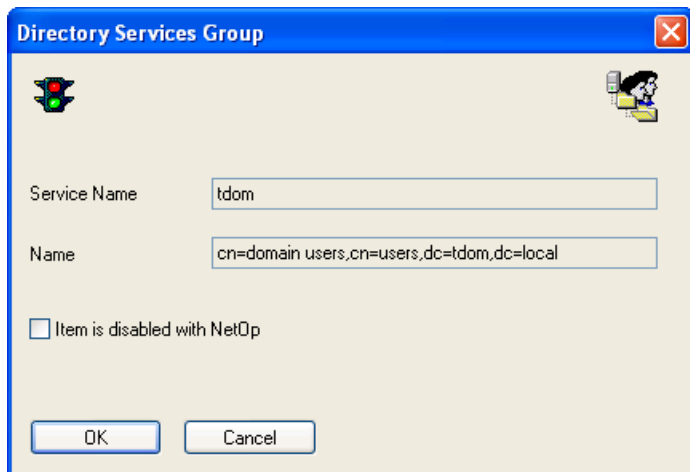 Directory Services Group
Service Name tdom
Name cn=domain users,cn=users,dc=tdom,dc=local
Item is disabled with NetOp
OK Cancel